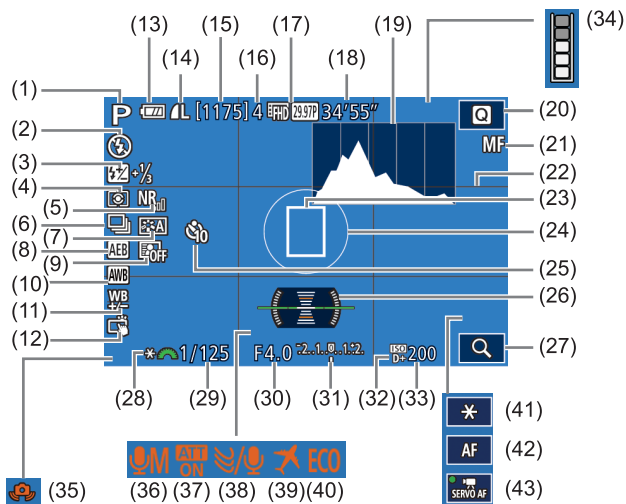 (13)
(14)
(15)
(16)
(17)
(18)
(19)
(34)
(1)
P
L
[1175]
4
FHD
29.97P
34'55"
Q
(20)
(2)
MF
(21)
(3)
+1/3
(22)
(4)
NR
(5)
(23)
(6)
(7)
A
(24)
10
(8)
AEB
(9)
OFF
(25)
(10)
AWB
(11)
WB
+/-
(26)
(12)
(27)
1/125
F4.0
-2..1..0..1.:2.
ISO
D+
200
(28)
(29)
(30)
(31)
(32)
(33)
(41)
M
ATT
ON
ECO
AF
(42)
(35)
(36)
(37)
(38)
(39)
(40)
SERVO AF
(43)